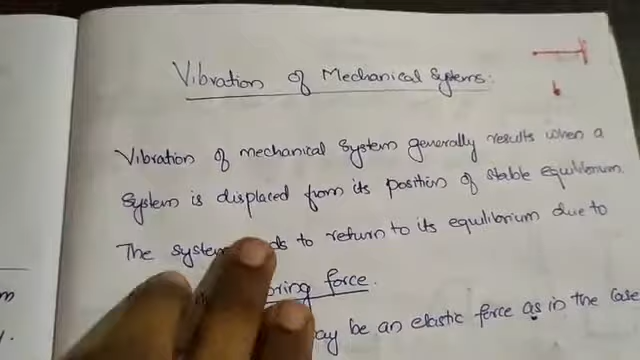 Vibration of Mechanical Systems:
Vibration of mechanical system generally results when a
system is displaced from its position of stable equilibrium.
The system to return to its equilibrium due to
force.
be an elastic force as in the case